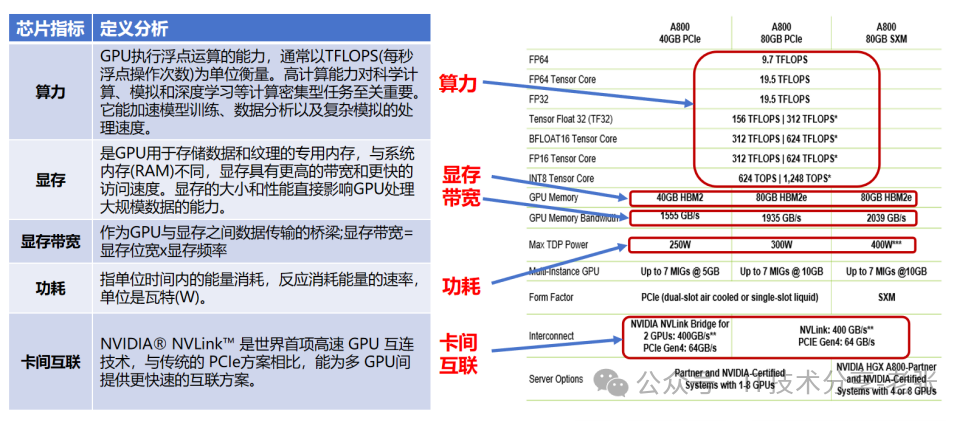 芯片指标 定义分析
算力
GPU执行浮点运算的能力，通常以TFLOPS(每秒
浮点操作次数)为单位衡量。高计算能力对科学计
算、模拟和深度学习等计算密集型任务至关重要。
它能加速模型训练、数据分析以及复杂模拟的处
理速度。
显存
是GPU用于存储数据和纹理的专用内存，与系统
内存(RAM)不同，显存具有更高的带宽和更快的
访问速度。显存的大小和性能直接影响GPU处理
大规模数据的能力。
显存带宽
作为GPU与显存之间数据传输的桥梁;显存带宽=
显存位宽x显存频率
功耗
指单位时间内的能量消耗，反应消耗能量的速率，
单位是瓦特(W)。
卡间互联
NVIDIA® NVLink™ 是世界首项高速 GPU 互连
技术，与传统的 PCIe方案相比，能为多 GPU间
提供更快速的互联方案。
算力
显存
带宽
功耗
卡间
互联
A800 A800 A800
40GB PCIe 80GB PCIe 80GB SXM
FP64 9.7 TFLOPS
FP64 Tensor Core 19.5 TFLOPS
FP32 19.5 TFLOPS
Tensor Float 32 (TF32) 156 TFLOPS | 312 TFLOPS*
BFLOAT16 Tensor Core 312 TFLOPS | 624 TFLOPS*
FP16 Tensor Core 312 TFLOPS | 624 TFLOPS*
INT8 Tensor Core 624 TOPS | 1,248 TOPS*
GPU Memory 40GB HBM2 80GB HBM2e 80GB HBM2e
GPU Memory Bandwidth 1555 GB/s 1935 GB/s 2039 GB/s
Max TDP Power 250W 300W 400W***
Multi-Instance GPU Up to 7 MIGs @ 5GB Up to 7 MIGs @ 10GB Up to 7 MIGs @10GB
Form Factor PCIe (dual-slot air cooled or single-slot liquid) SXM
Interconnect
NVIDIA NVLink Bridge for
2 GPUs: 400GB/s**
PCIe Gen4: 64GB/s
NVLink: 400 GB/s**
PCIE Gen4: 64 GB/s
Server Options
Partner and NVIDIA-Certified
Systems with 1-8 GPUs
NVIDIA HGX A800-Partner
and NVIDIA-Certified
Systems with 4 or 8 GPUs
公众号
技术分享